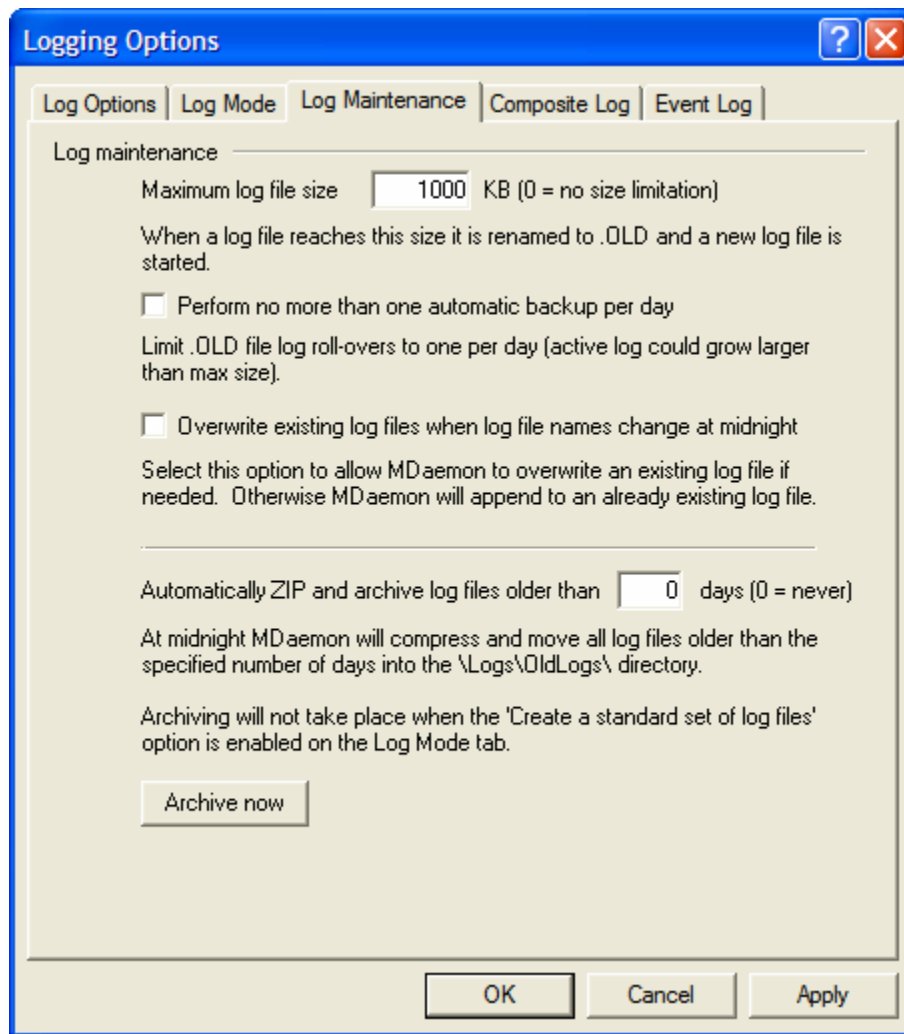 Logging Options
Log Options Log Mode Log Maintenance Composite Log Event Log
Log maintenance
Maximum log file size 1000 KB (0 = no size limitation)
When a log file reaches this size it is renamed to .OLD and a new log file is
started.
Perform no more than one automatic backup per day
Limit .OLD file log roll-overs to one per day (active log could grow larger
than max size).
Overwrite existing log files when log file names change at midnight
Select this option to allow MDaemon to overwrite an existing log file if
needed.  Otherwise MDaemon will append to an already existing log file.
Automatically ZIP and archive log files older than 0 days (0 = never)
At midnight MDaemon will compress and move all log files older than the
specified number of days into the \Logs\OldLogs\ directory.
Archiving will not take place when the 'Create a standard set of log files'
option is enabled on the Log Mode tab.
Archive now
OK Cancel Apply